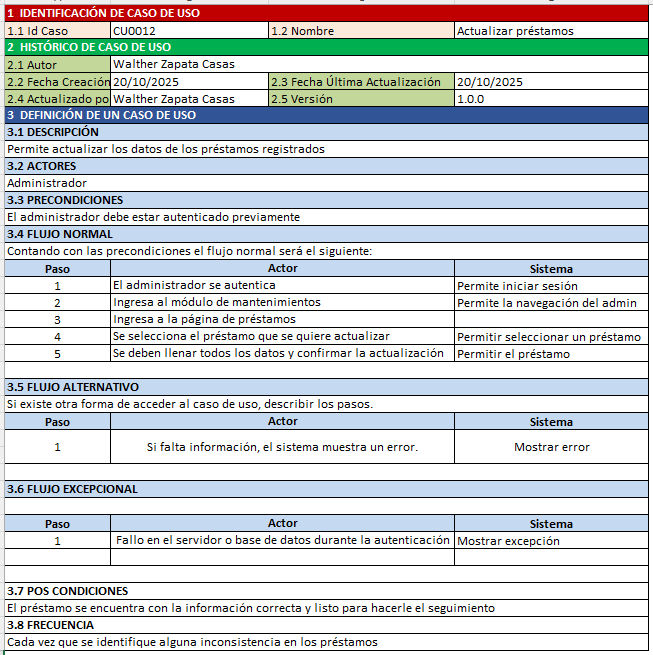 1 IDENTIFICACIÓN DE CASO DE USO
1.1 Id Caso CU0012 1.2 Nombre Actualizar préstamos
2 HISTÓRICO DE CASO DE USO
2.1 Autor Walther Zapata Casas
2.2 Fecha Creación 20/10/2025 2.3 Fecha Última Actualización 20/10/2025
2.4 Actualizado po Walther Zapata Casas 2.5 Versión 1.0.0
3 DEFINICIÓN DE UN CASO DE USO
3.1 DESCRIPCIÓN
Permite actualizar los datos de los préstamos registrados
3.2 ACTORES
Administrador
3.3 PRECONDICIONES
El administrador debe estar autenticado previamente
3.4 FLUJO NORMAL
Contando con las precondiciones el flujo normal será el siguiente:
Paso Actor Sistema
1 El administrador se autentica Permite iniciar sesión
2 Ingresa al módulo de mantenimientos Permite la navegación del admin
3 Ingresa a la página de préstamos
4 Se selecciona el préstamo que se quiere actualizar Permitir seleccionar un préstamo
5 Se deben llenar todos los datos y confirmar la actualización Permitir el préstamo
3.5 FLUJO ALTERNATIVO
Si existe otra forma de acceder al caso de uso, describir los pasos.
Paso Actor Sistema
1 Si falta información, el sistema muestra un error. Mostrar error
3.6 FLUJO EXCEPCIONAL
Paso Actor Sistema
1 Fallo en el servidor o base de datos durante la autenticación Mostrar excepción
3.7 POS CONDICIONES
El préstamo se encuentra con la información correcta y listo para hacerle el seguimiento
3.8 FRECUENCIA
Cada vez que se identifique alguna inconsistencia en los préstamos